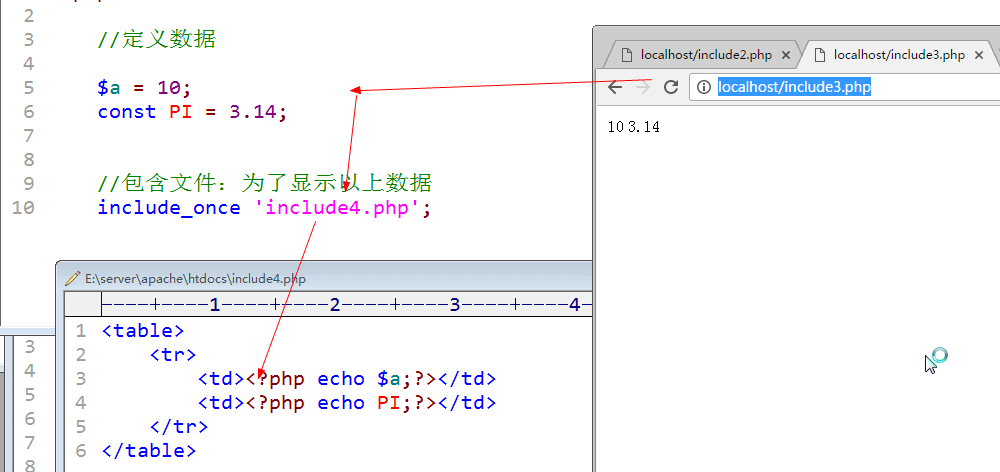 2
3 //定义数据
4
5 $a = 10;
6 const PI = 3.14;
7
8
9 //包含文件：为了显示以上数据
10 include_once 'include4.php';
localhost/include2.php
localhost/include3.php
localhost/include3.php
10 3.14
E:\server\apache\htdocs\include4.php
----+----1----+----2----+----3----+----4-
1 <table>
2 <tr>
3 <td><?php echo $a;?></td>
4 <td><?php echo PI;?></td>
5 </tr>
6 </table>
3
4
5
6
7
8